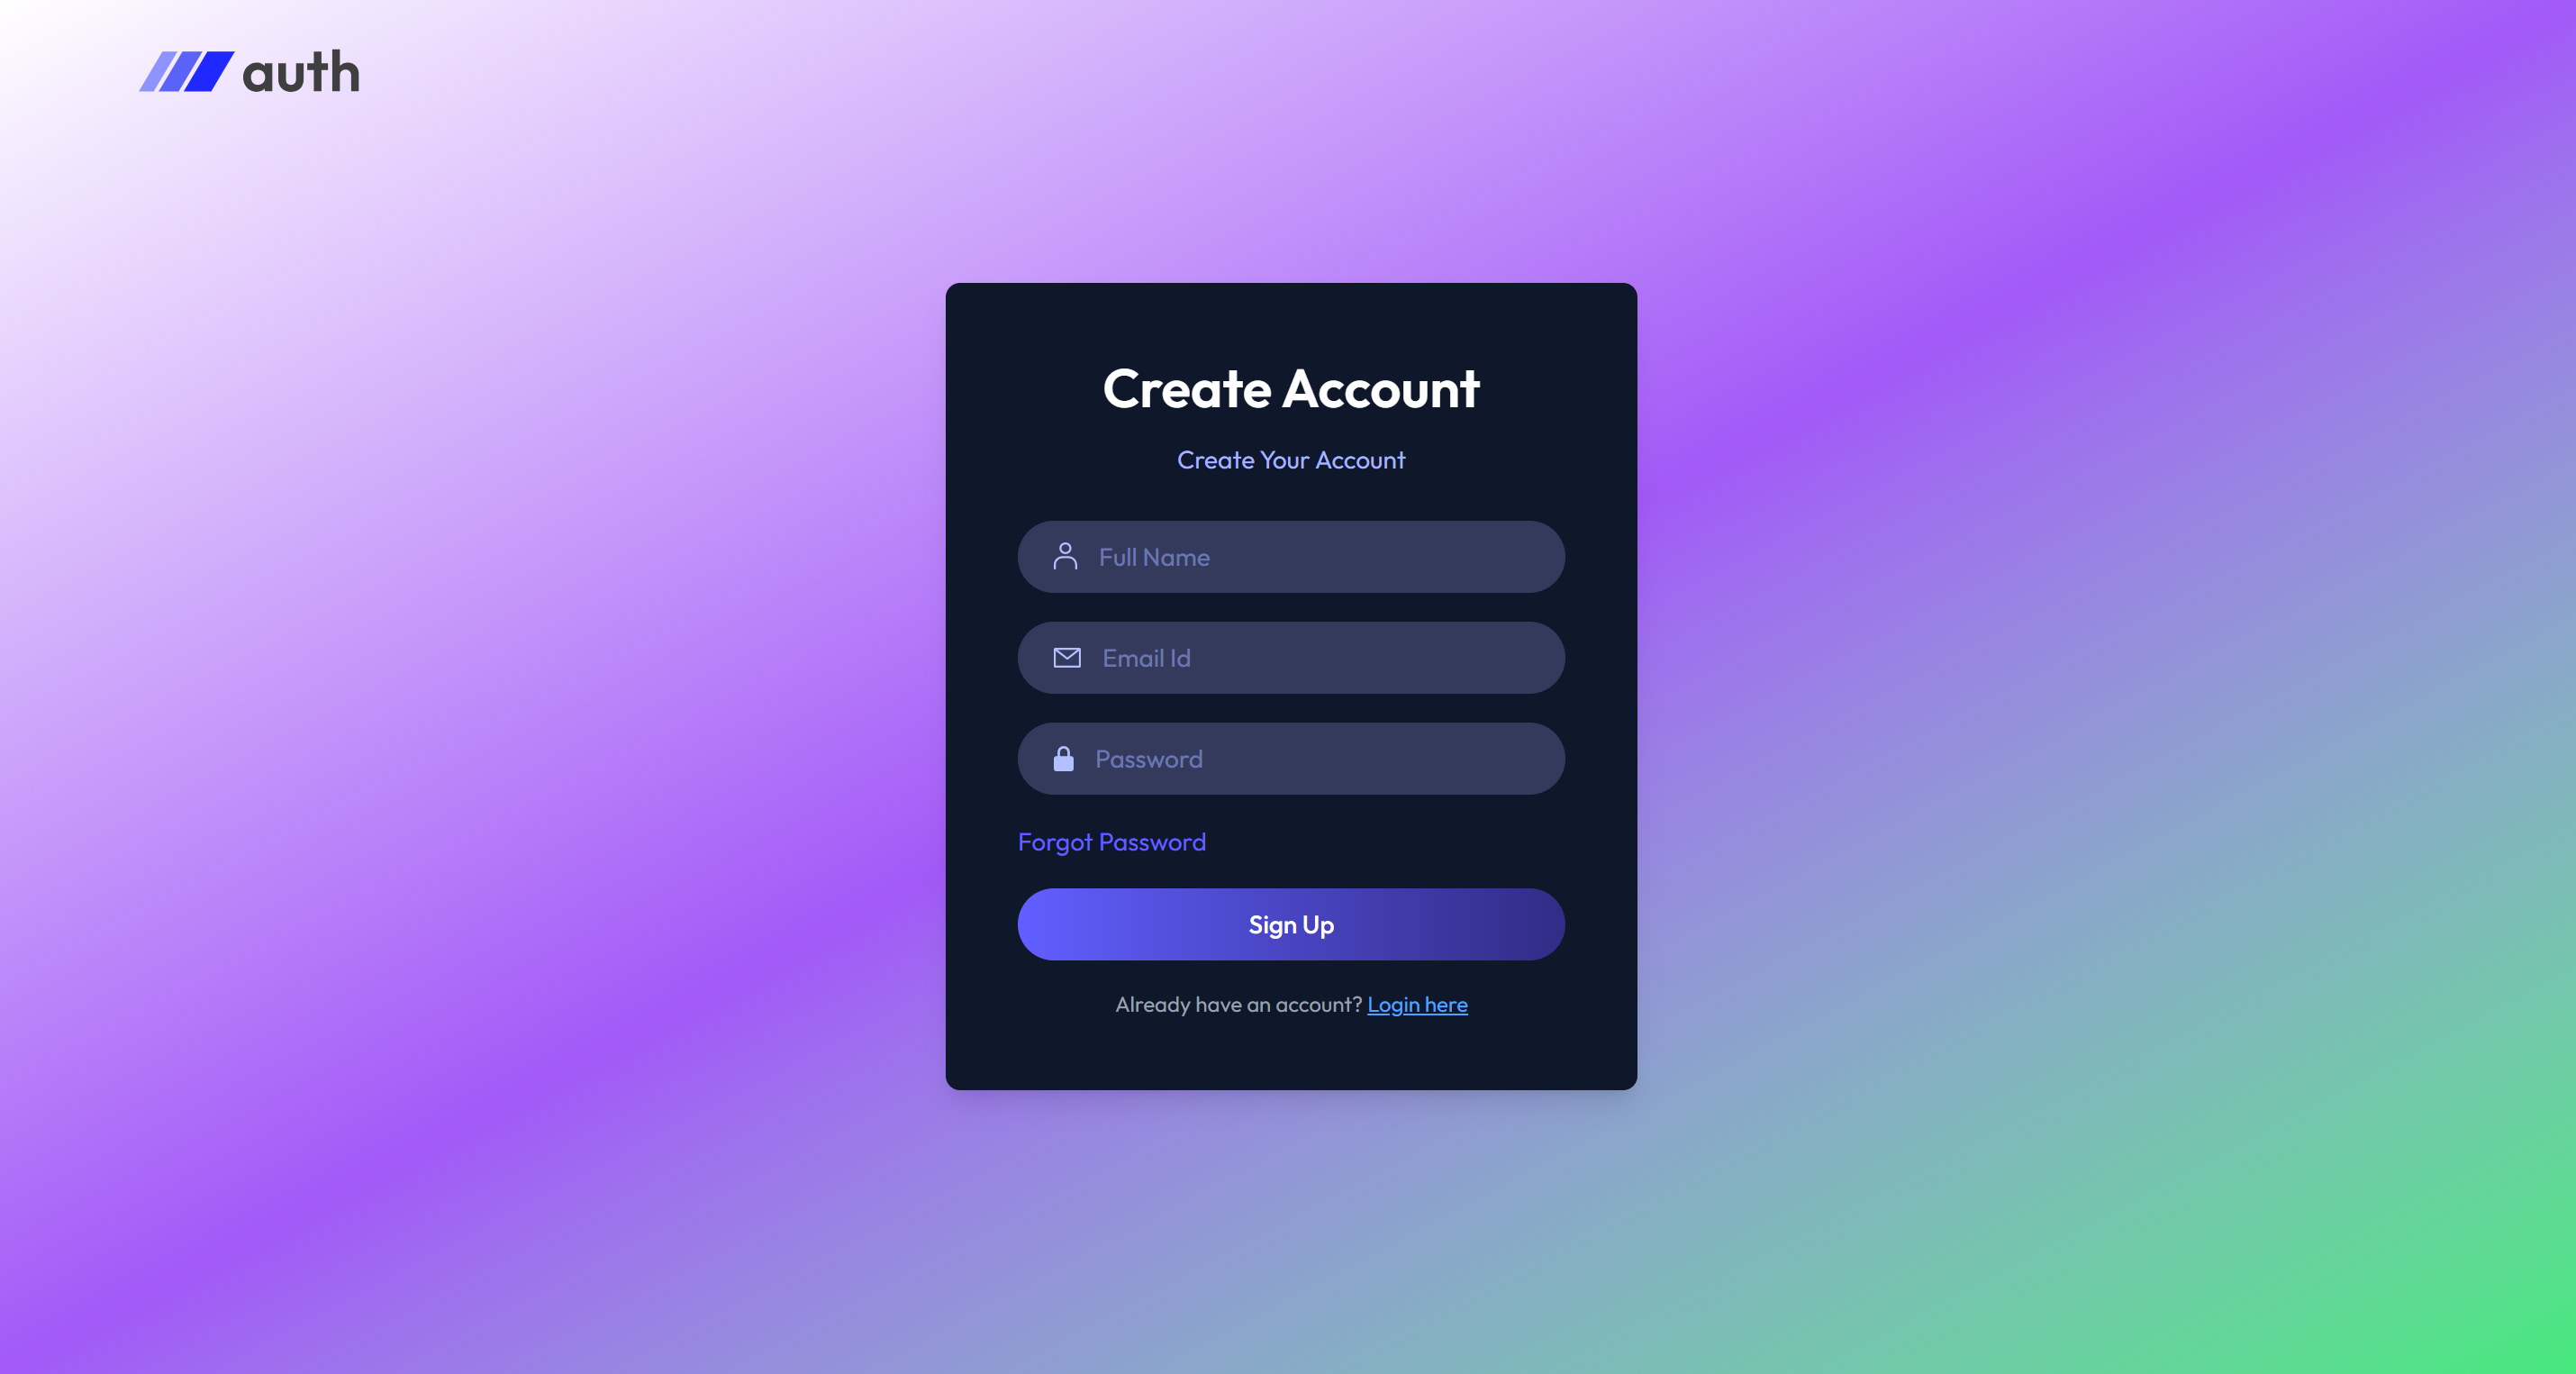 auth
Create Account
Create Your Account
Full Name
Email Id
Password
Forgot Password
Sign Up
Already have an account? Login here